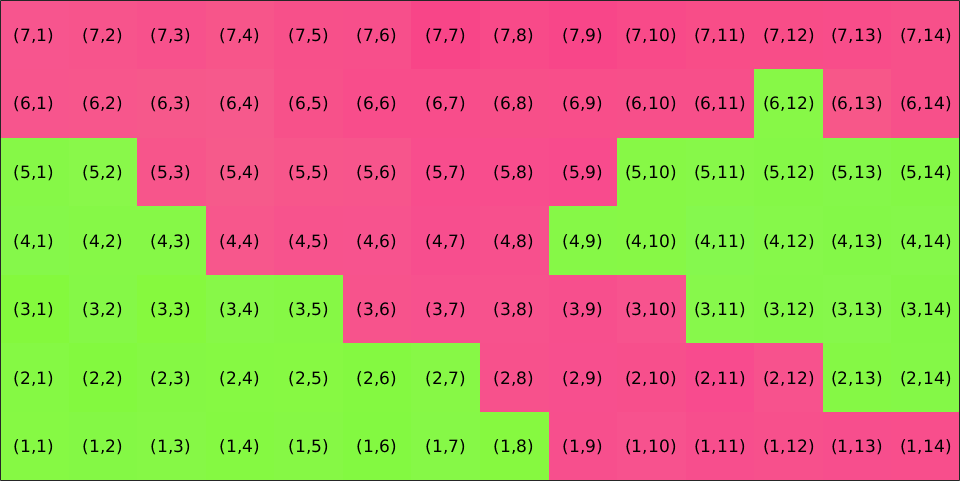 (7,1) (7,2) (7,3) (7,4) (7,5) (7,6) (7,7) (7,8) (7,9) (7,10) (7,11) (7,12) (7,13) (7,14)
(6,1) (6,2) (6,3) (6,4) (6,5) (6,6) (6,7) (6,8) (6,9) (6,10) (6,11) (6,12) (6,13) (6,14)
(5,1) (5,2) (5,3) (5,4) (5,5) (5,6) (5,7) (5,8) (5,9) (5,10) (5,11) (5,12) (5,13) (5,14)
(4,1) (4,2) (4,3) (4,4) (4,5) (4,6) (4,7) (4,8) (4,9) (4,10) (4,11) (4,12) (4,13) (4,14)
(3,1) (3,2) (3,3) (3,4) (3,5) (3,6) (3,7) (3,8) (3,9) (3,10) (3,11) (3,12) (3,13) (3,14)
(2,1) (2,2) (2,3) (2,4) (2,5) (2,6) (2,7) (2,8) (2,9) (2,10) (2,11) (2,12) (2,13) (2,14)
(1,1) (1,2) (1,3) (1,4) (1,5) (1,6) (1,7) (1,8) (1,9) (1,10) (1,11) (1,12) (1,13) (1,14)